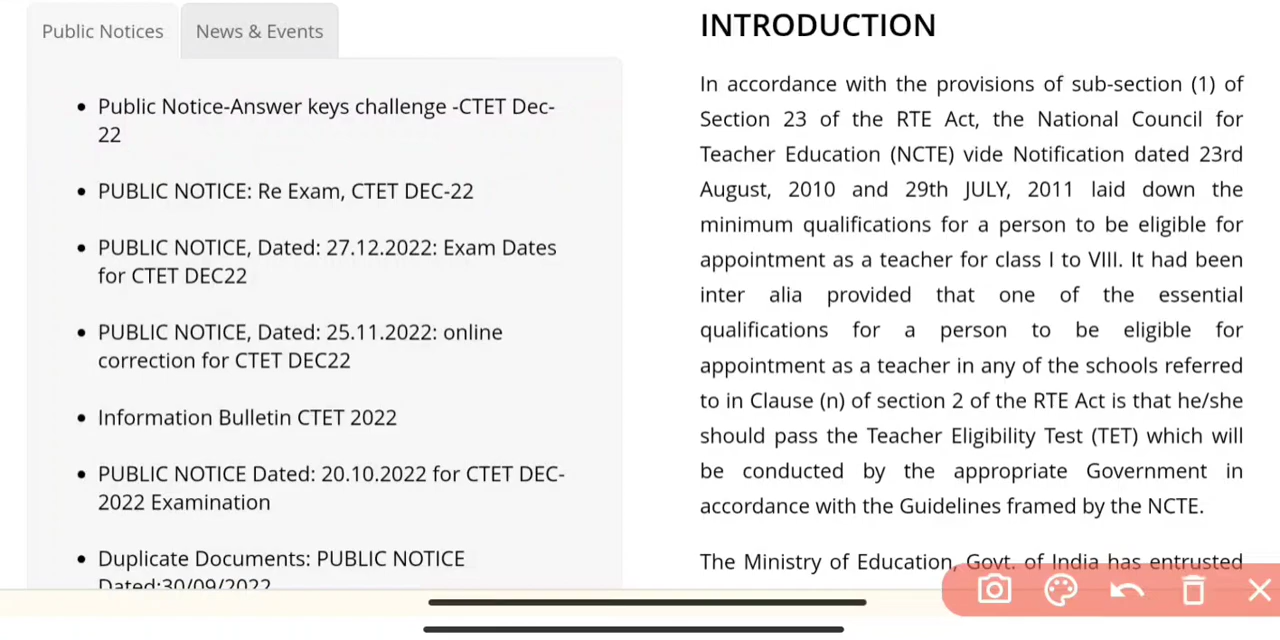 Public Notices
News & Events
Public Notice-Answer keys challenge -CTET Dec-
22
PUBLIC NOTICE: Re Exam, CTET DEC-22
PUBLIC NOTICE, Dated: 27.12.2022: Exam Dates
for CTET DEC22
PUBLIC NOTICE, Dated: 25.11.2022: online
correction for CTET DEC22
Information Bulletin CTET 2022
PUBLIC NOTICE Dated: 20.10.2022 for CTET DEC-
2022 Examination
Duplicate Documents: PUBLIC NOTICE
Dated:30/09/2022
INTRODUCTION
In accordance with the provisions of sub-section (1) of
Section 23 of the RTE Act, the National Council for
Teacher Education (NCTE) vide Notification dated 23rd
August, 2010 and 29th JULY, 2011 laid down the
minimum qualifications for a person to be eligible for
appointment as a teacher for class I to VIII. It had been
inter alia provided that one of the essential
qualifications for a person to be eligible for
appointment as a teacher in any of the schools referred
to in Clause (n) of section 2 of the RTE Act is that he/she
should pass the Teacher Eligibility Test (TET) which will
be conducted by the appropriate Government in
accordance with the Guidelines framed by the NCTE.
The Ministry of Education, Govt. of India has entrusted